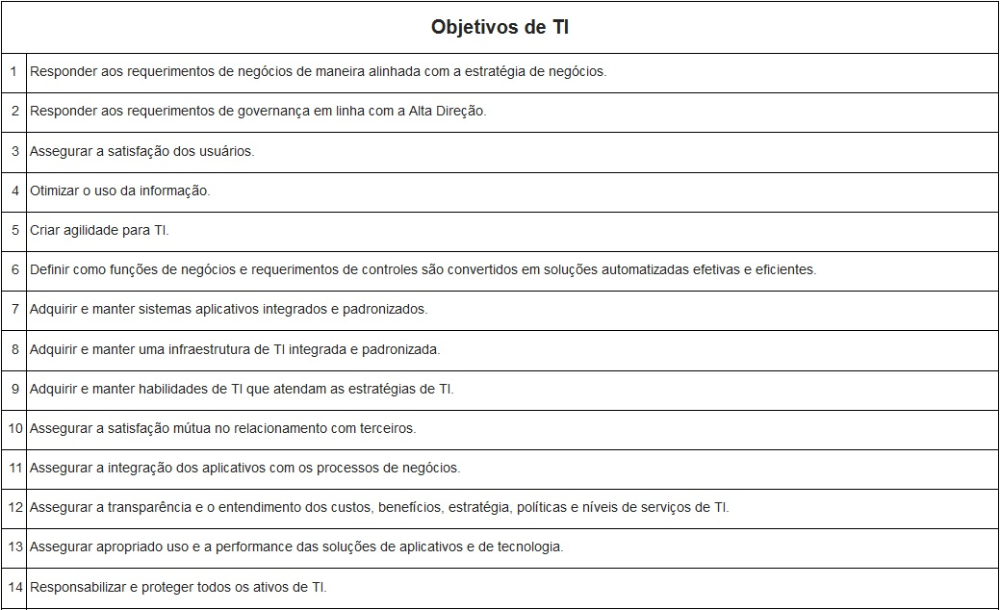 Objetivos de TI
1 Responder aos requerimentos de negócios de maneira alinhada com a estratégia de negócios.
2 Responder aos requerimentos de governança em linha com a Alta Direção.
3 Assegurar a satisfação dos usuários.
4 Otimizar o uso da informação.
5 Criar agilidade para TI.
6 Definir como funções de negócios e requerimentos de controles são convertidos em soluções automatizadas efetivas e eficientes.
7 Adquirir e manter sistemas aplicativos integrados e padronizados.
8 Adquirir e manter uma infraestrutura de TI integrada e padronizada.
9 Adquirir e manter habilidades de TI que atendam as estratégias de TI.
10 Assegurar a satisfação mútua no relacionamento com terceiros.
11 Assegurar a integração dos aplicativos com os processos de negócios.
12 Assegurar a transparência e o entendimento dos custos, benefícios, estratégia, políticas e níveis de serviços de TI.
13 Assegurar apropriado uso e a performance das soluções de aplicativos e de tecnologia.
14 Responsabilizar e proteger todos os ativos de TI.